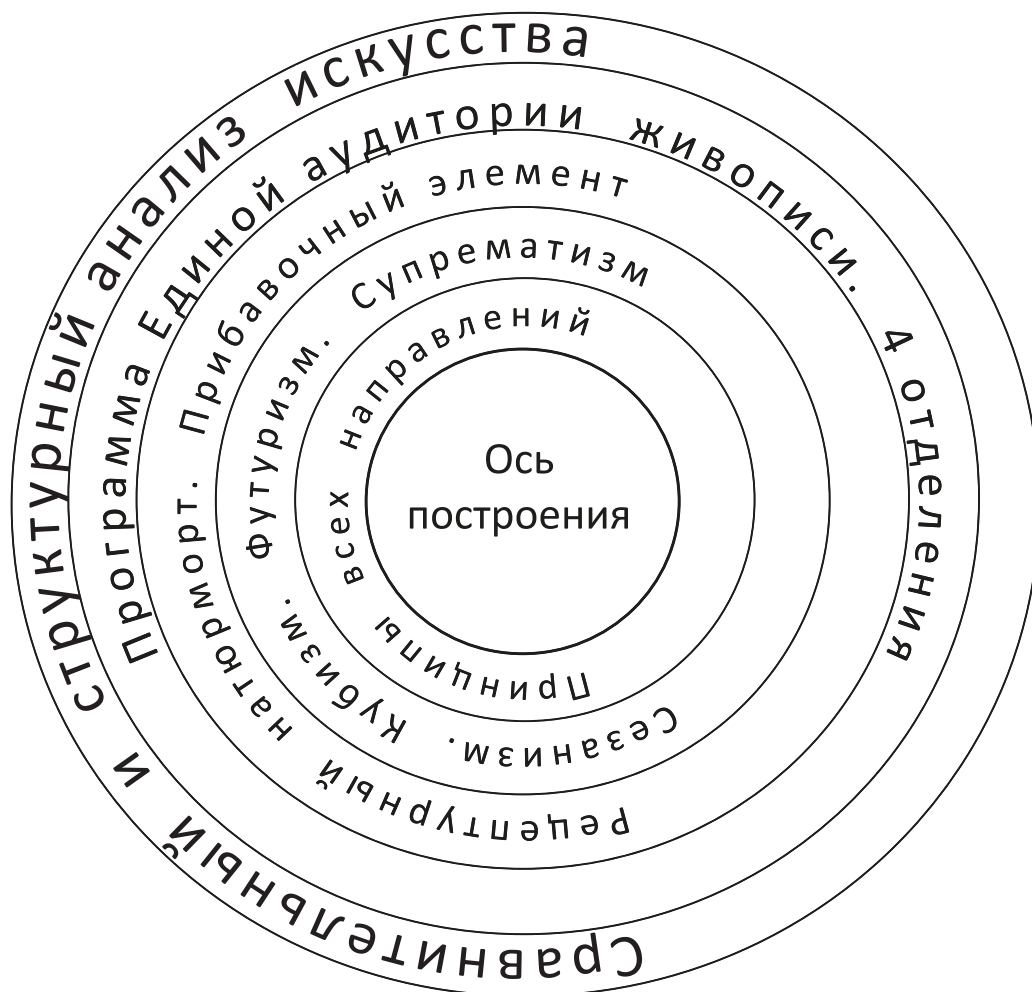 Сравнительный и структурный анализ искусства
Программа Единой аудитории живописи. 4 отделения
Рецептурный натюрморт. Прибавочный элемент
Сезанизм. Кубизм. Футуризм. Супрематизм
Принципы всех направлений
Ось
построения